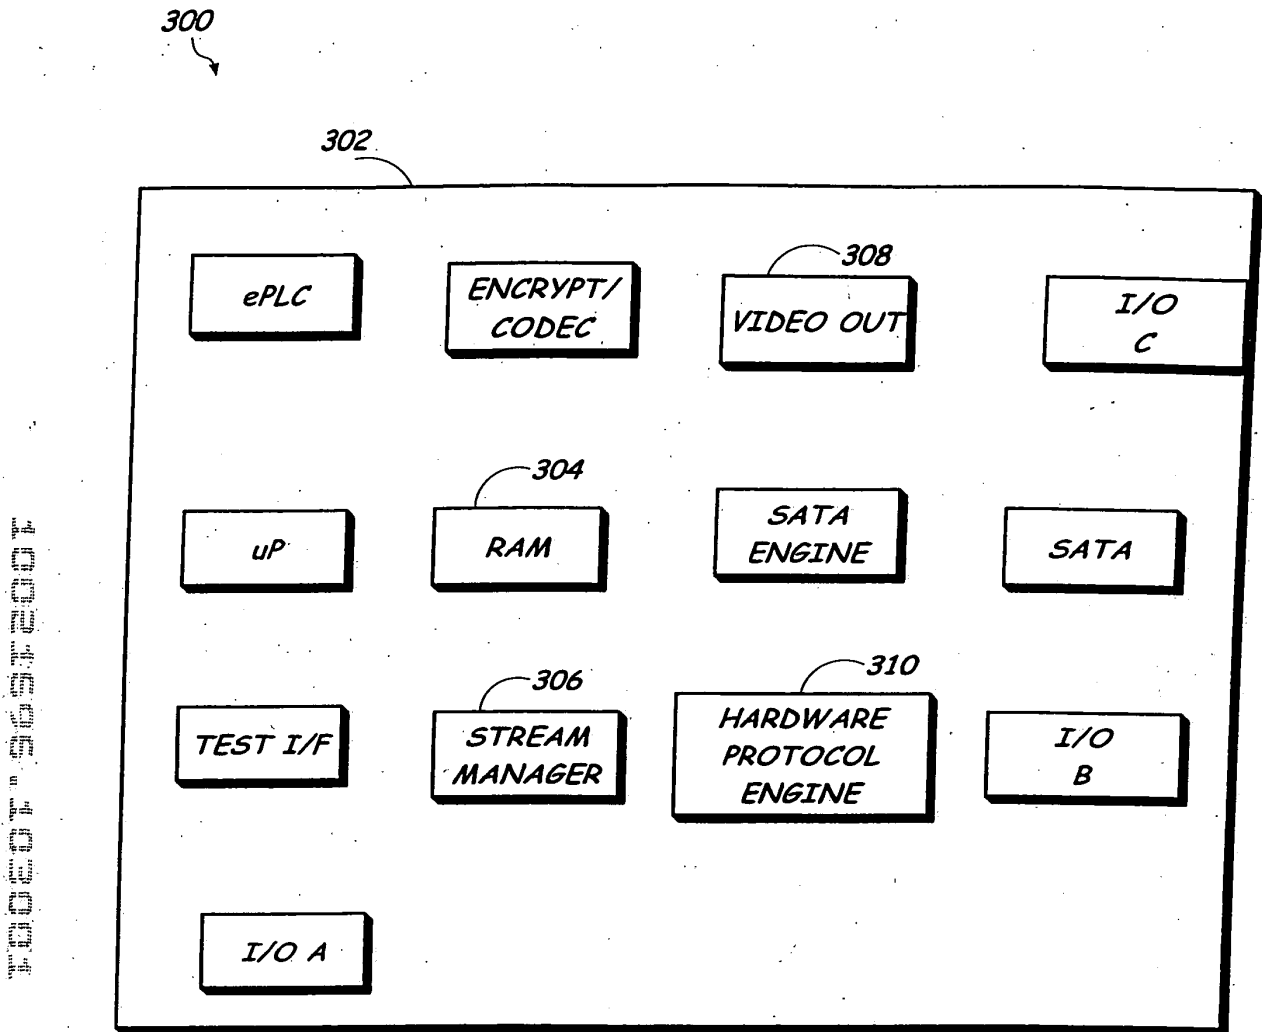 300
302
ePLC
ENCRYPT/
CODEC
308
VIDEO OUT
I/O
C
uP
304
RAM
SATA
ENGINE
SATA
TEST I/F
306
STREAM
MANAGER
310
HARDWARE
PROTOCOL
ENGINE
I/O
B
I/O A